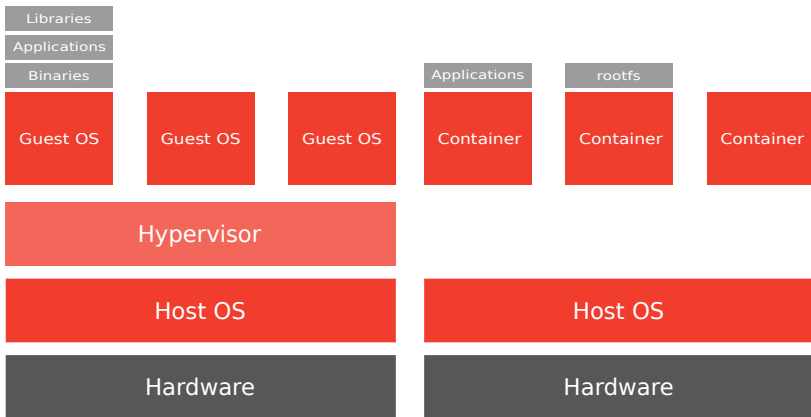 Libraries
Applications
Binaries
Guest OS
Guest OS
Guest OS
Hypervisor
Host OS
Hardware
Applications
rootfs
Container
Container
Container
Host OS
Hardware